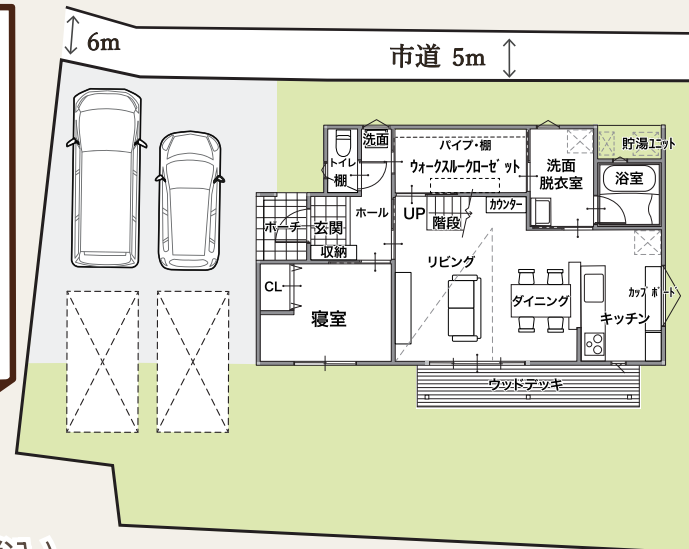 6m
市道 5m
洗面
トイレ
棚
パイプ・棚
ウォークスルークローゼット
洗面
脱衣室
貯湯ユニット
浴室
ポーチ
玄関
収納
ホール
UP
階段
カウンター
リビング
CL
寝室
ダイニング
カップボード
キッチン
ウッドデッキ